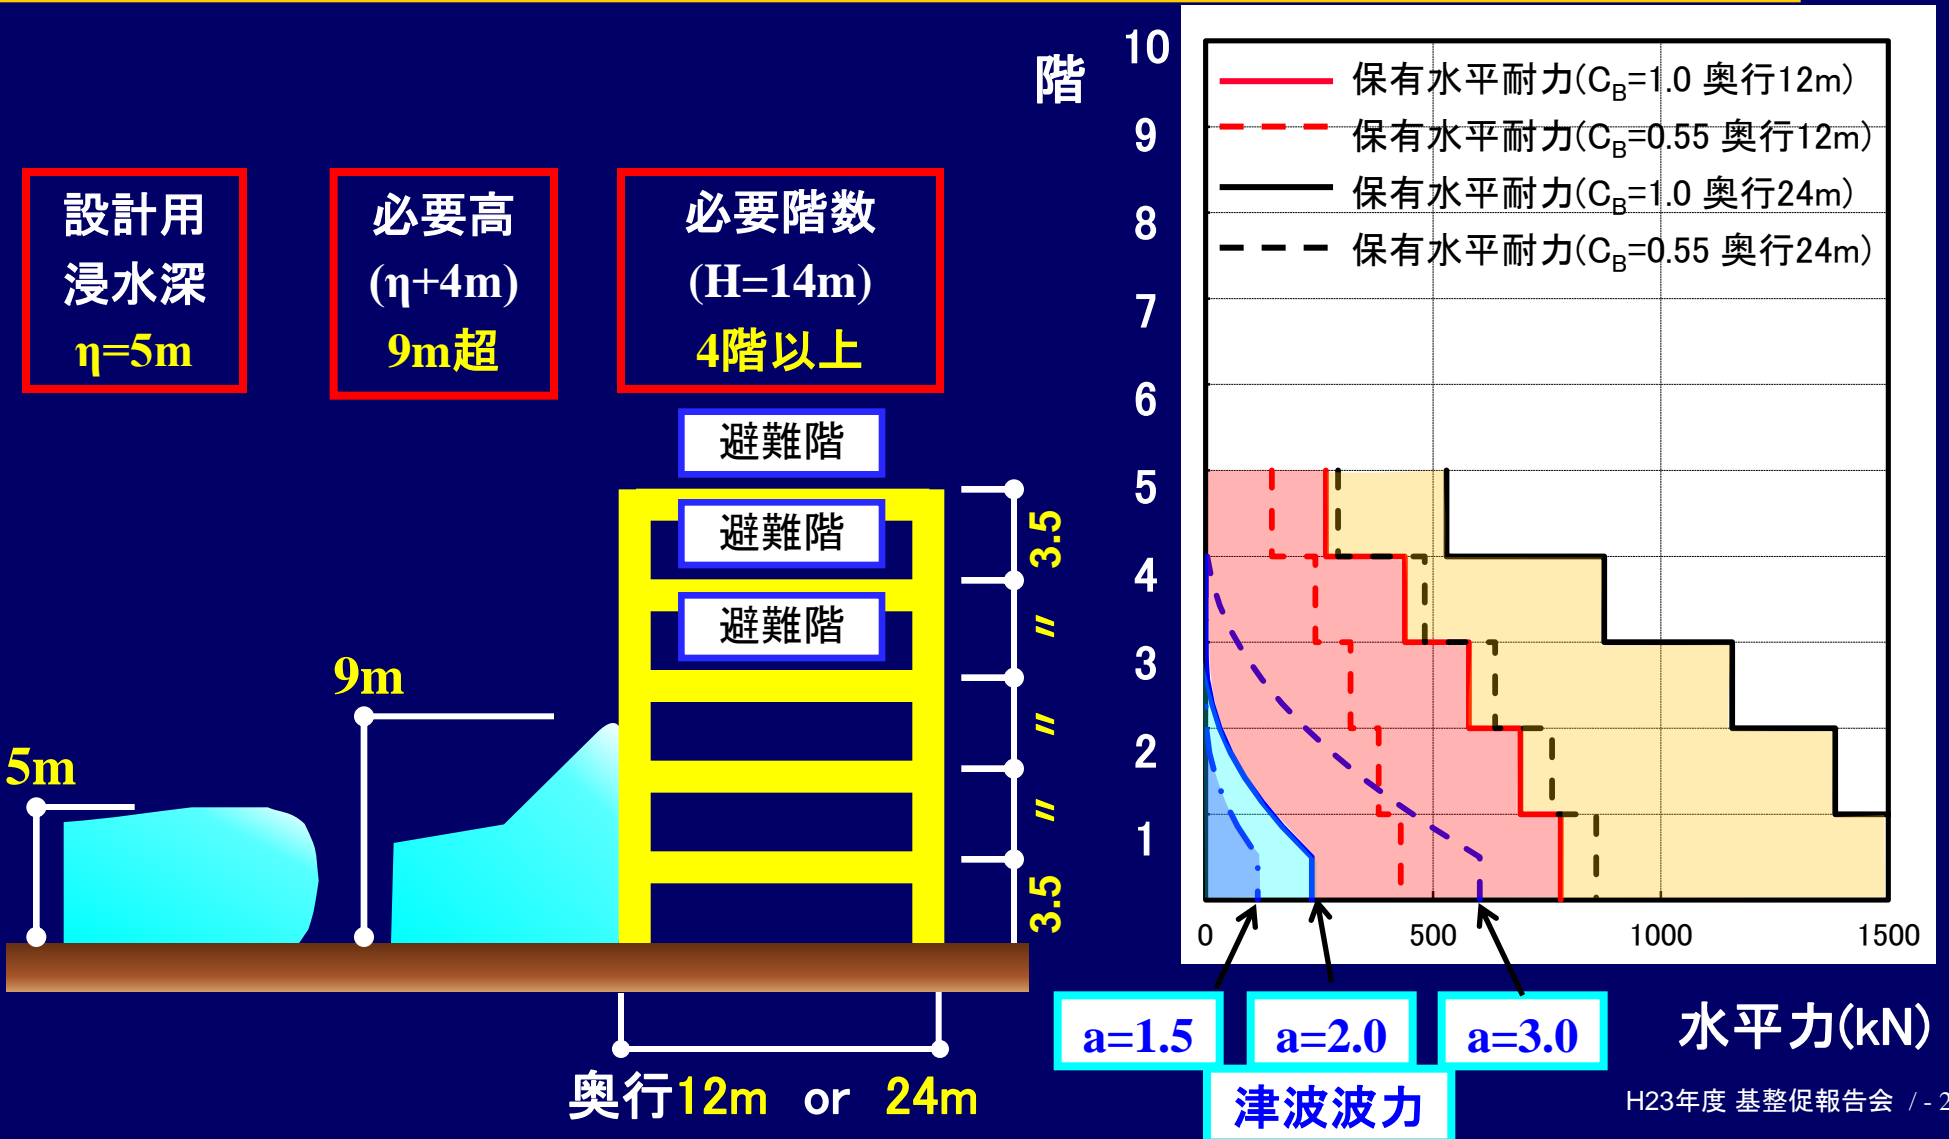 設計用
浸水深
η=5m
必要高
(η+4m)
9m超
必要階数
(H=14m)
4階以上
避難階
避難階
避難階
3.5
〃
〃
〃
3.5
9m
5m
奥行12m or 24m
階
10
9
8
7
6
5
4
3
2
1
保有水平耐力(CB=1.0 奥行12m)
保有水平耐力(CB=0.55 奥行12m)
保有水平耐力(CB=1.0 奥行24m)
保有水平耐力(CB=0.55 奥行24m)
0 500 1000 1500
a=1.5 a=2.0 a=3.0
水平力(kN)
津波波力
H23年度 基整促報告会 / - 2